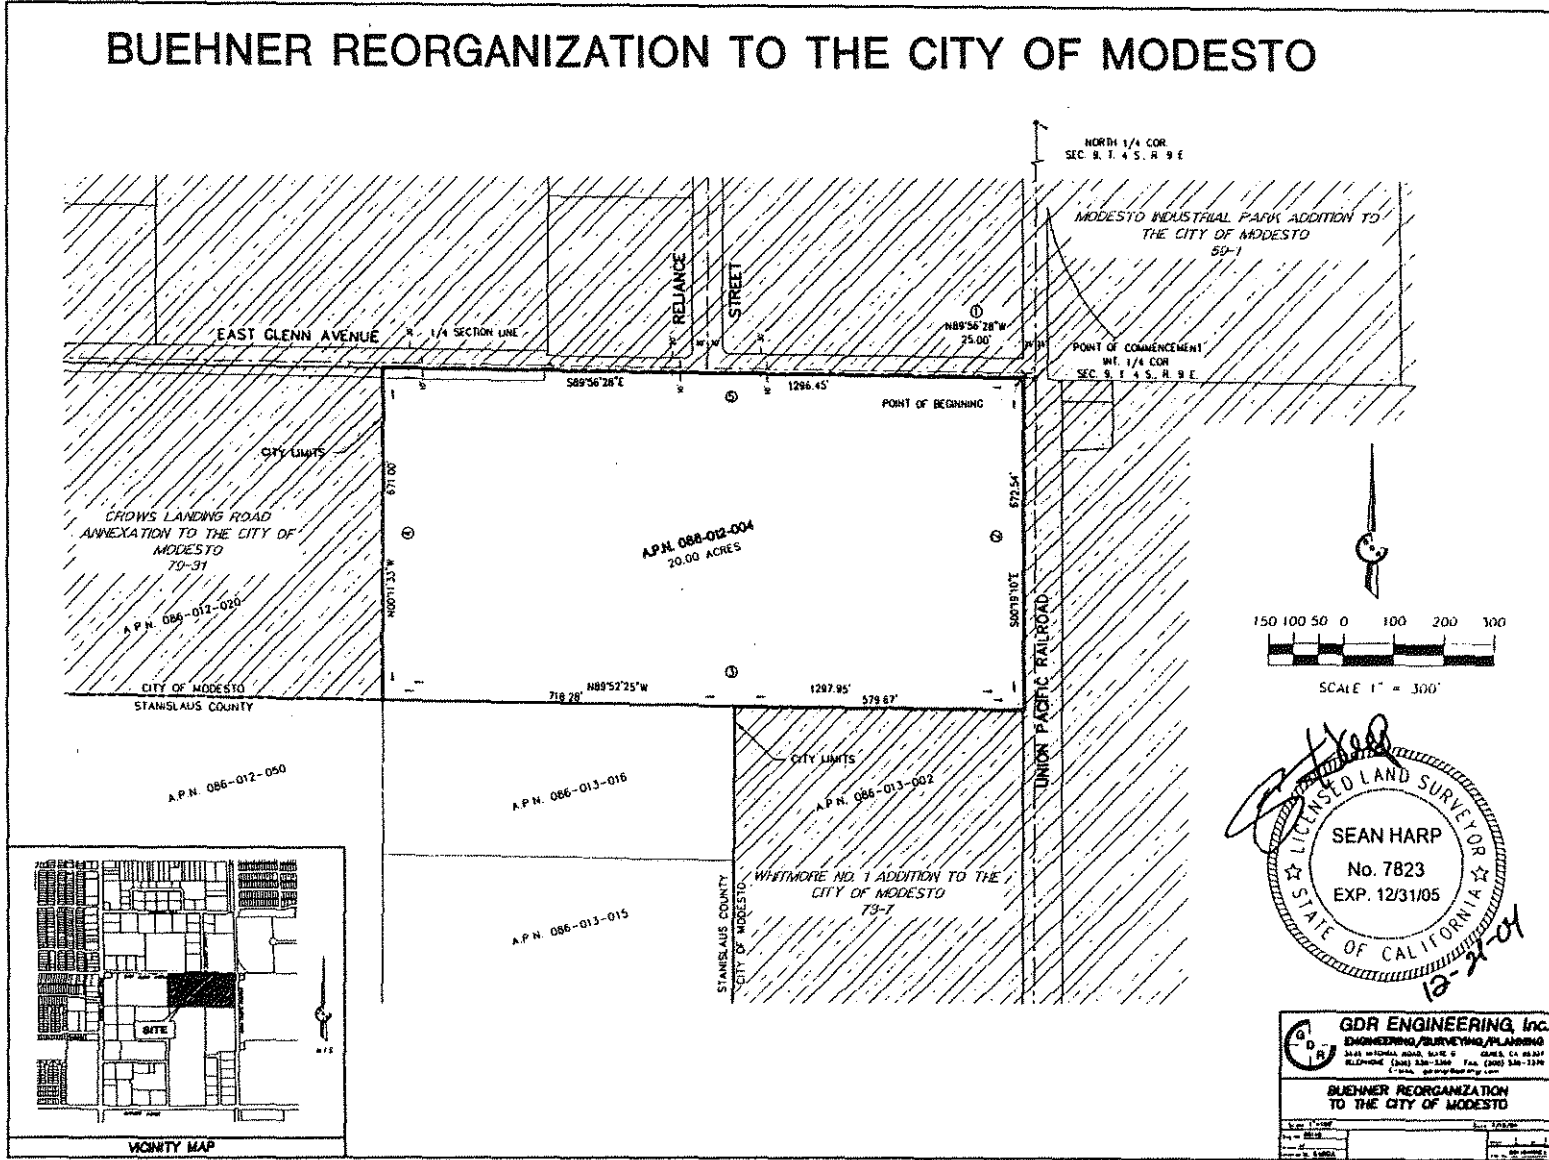 BUEHNER REORGANIZATION TO THE CITY OF MODESTO
NORTH 1/4 COR.
SEC. 9, T. 4 S., R. 9 E.
MODESTO INDUSTRIAL PARK ADDITION TO
THE CITY OF MODESTO
59-1
RELIANCE
STREET
EAST GLENN AVENUE
1/4 SECTION LINE
1
N89°56'28"W
25.00'
POINT OF COMMENCEMENT
INT. 1/4 COR
SEC. 9, T. 4 S., R. 9 E.
S89°56'28"E
1296.45'
5
POINT OF BEGINNING
CITY LIMITS
671.00'
4
N00°11'33"W
672.54'
2
S00°19'10"E
CROWS LANDING ROAD
ANNEXATION TO THE CITY OF
MODESTO
70-31
A.P.N. 086-012-020
A.P.N. 086-012-004
20.00 ACRES
UNION PACIFIC RAILROAD
150 100 50 0 100 200 300
SCALE 1" = 300'
3
CITY OF MODESTO
STANISLAUS COUNTY
N89°52'25"W
1297.95'
718.28'
579.67'
CITY LIMITS
A.P.N. 086-012-050
A.P.N. 086-013-016
A.P.N. 086-013-002
WHITMORE NO. 1 ADDITION TO THE
CITY OF MODESTO
73-7
A.P.N. 086-013-015
STANISLAUS COUNTY
CITY OF MODESTO
LICENSED LAND SURVEYOR
SEAN HARP
No. 7823
EXP. 12/31/05
STATE OF CALIFORNIA
SITE
N.T.S.
VICINITY MAP
GDR
GDR ENGINEERING, Inc.
ENGINEERING/SURVEYING/PLANNING
BUEHNER REORGANIZATION
TO THE CITY OF MODESTO